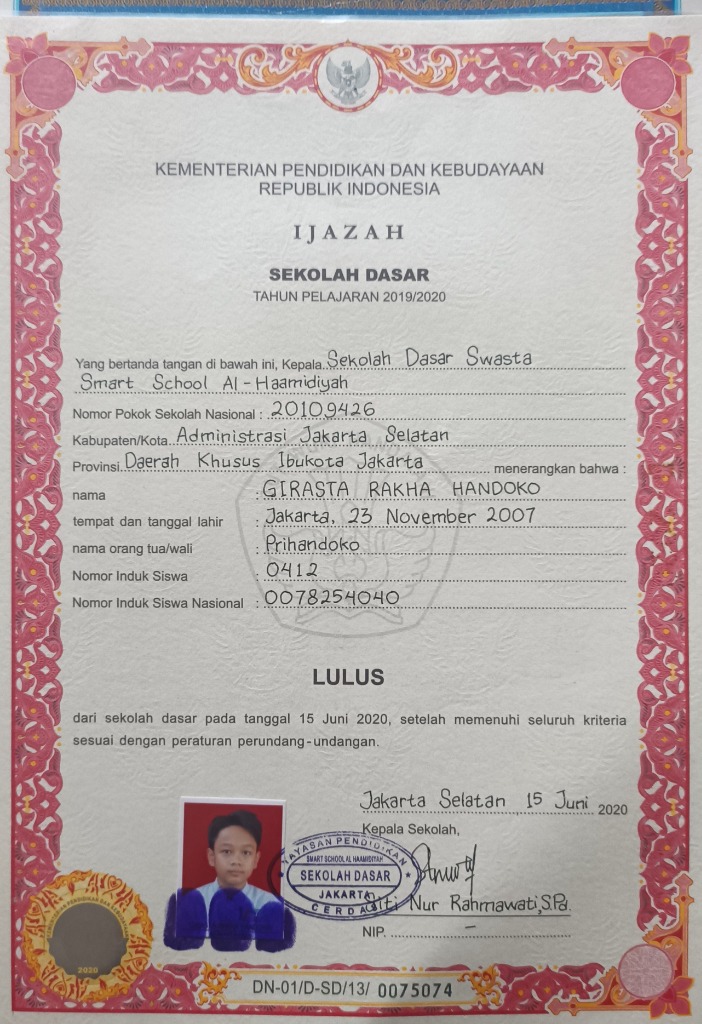 KEMENTERIAN PENDIDIKAN DAN KEBUDAYAAN
REPUBLIK INDONESIA
IJAZAH
SEKOLAH DASAR
TAHUN PELAJARAN 2019/2020
Yang bertanda tangan di bawah ini, Kepala Sekolah Dasar Swasta
Smart School Al-Haamidiyah
Nomor Pokok Sekolah Nasional : 20109426
Kabupaten/Kota Administrasi Jakarta Selatan
Provinsi Daerah Khusus Ibukota Jakarta menerangkan bahwa :
nama : GIRASTA RAKHA HANDOKO
tempat dan tanggal lahir : Jakarta, 23 November 2007
nama orang tua/wali : Prihandoko
Nomor Induk Siswa : 0412
Nomor Induk Siswa Nasional : 0078254040
LULUS
dari sekolah dasar pada tanggal 15 Juni 2020, setelah memenuhi seluruh kriteria
sesuai dengan peraturan perundang-undangan.
Jakarta Selatan, 15 Juni 2020
Kepala Sekolah,
YAYASAN PENDIDIKAN
SMART SCHOOL AL HAAMIDIYAH
SEKOLAH DASAR
JAKARTA
CERDAS
Siti Nur Rahmawati, S.Pd.
NIP. -
2020
DN-01/D-SD/13/ 0075074